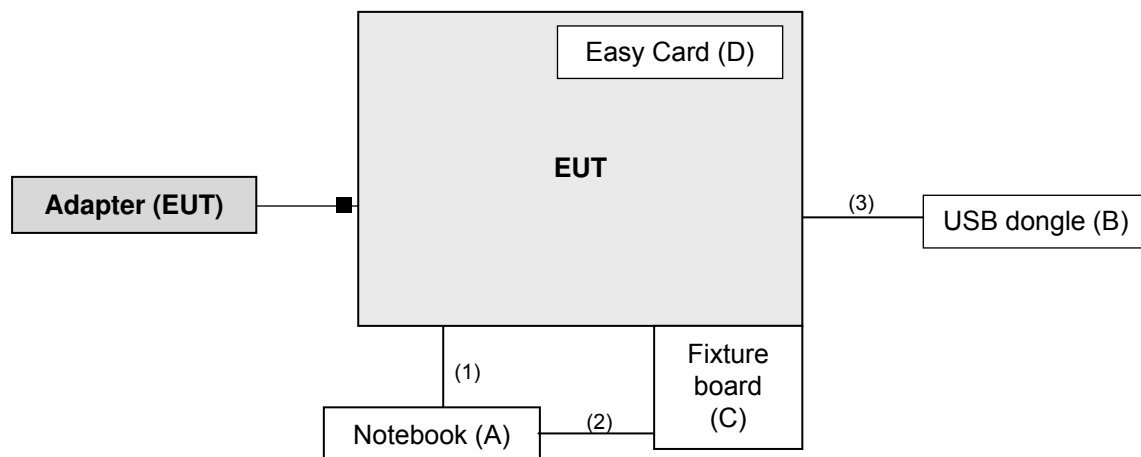 Easy Card (D)
EUT
Adapter (EUT)
(3)
USB dongle (B)
Fixture
board
(C)
(1)
(2)
Notebook (A)